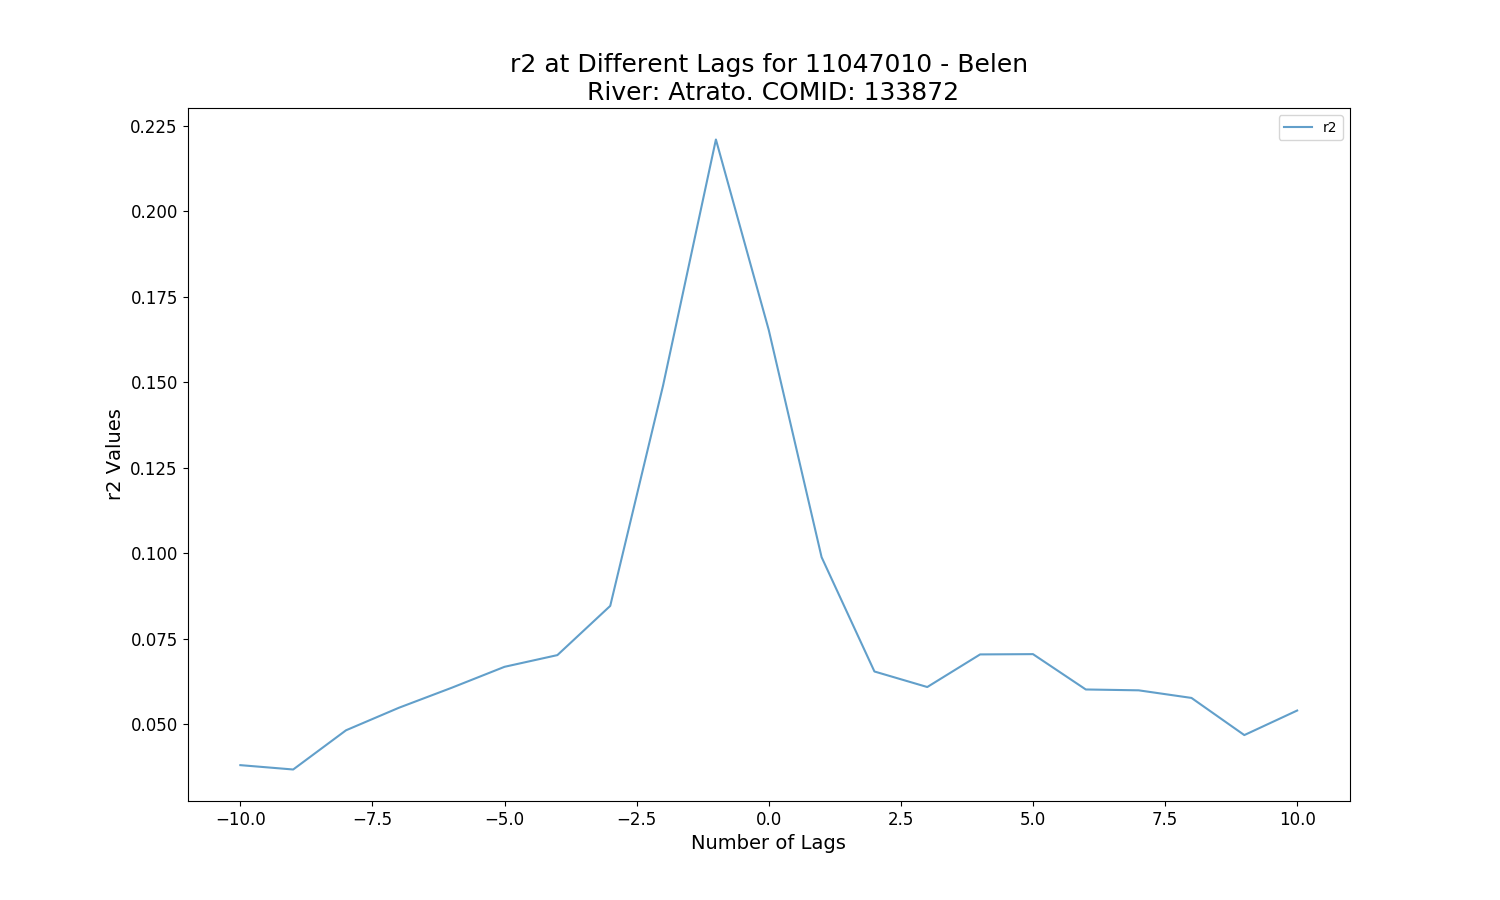 r2 at Different Lags for 11047010 - Belen
River: Atrato. COMID: 133872
r2
0.225
0.200
0.175
0.150
0.125
0.100
0.075
0.050
r2 Values
−10.0 −7.5 −5.0 −2.5 0.0 2.5 5.0 7.5 10.0
Number of Lags